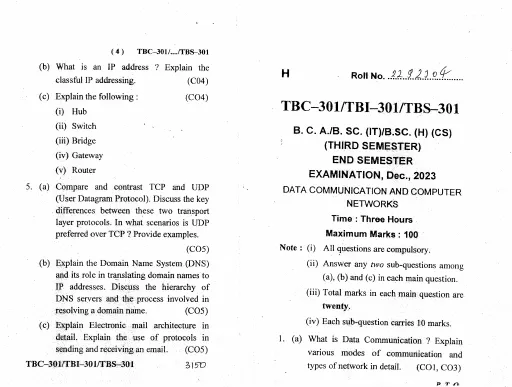 ( 4 ) TBC–301/..../TBS–301
(b) What is an IP address ? Explain the
classful IP addressing. (C04)
(c) Explain the following : (CO4)
(i) Hub
(ii) Switch
(iii) Bridge
(iv) Gateway
(v) Router
5. (a) Compare and contrast TCP and UDP
(User Datagram Protocol). Discuss the key
differences between these two transport
layer protocols. In what scenarios is UDP
preferred over TCP ? Provide examples.
(CO5)
(b) Explain the Domain Name System (DNS)
and its role in translating domain names to
IP addresses. Discuss the hierarchy of
DNS servers and the process involved in
resolving a domain name. (CO5)
(c) Explain Electronic mail architecture in
detail. Explain the use of protocols in
sending and receiving an email. (CO5)
TBC–301/TBI–301/TBS–301 3150
H Roll No.
TBC–301/TBI–301/TBS–301
B. C. A./B. SC. (IT)/B.SC. (H) (CS)
(THIRD SEMESTER)
END SEMESTER
EXAMINATION, Dec., 2023
DATA COMMUNICATION AND COMPUTER
NETWORKS
Time : Three Hours
Maximum Marks : 100
Note : (i) All questions are compulsory.
(ii) Answer any two sub-questions among
(a), (b) and (c) in each main question.
(iii) Total marks in each main question are
twenty.
(iv) Each sub-question carries 10 marks.
1. (a) What is Data Communication ? Explain
various modes of communication and
types of network in detail. (CO1, CO3)
P. T. O.